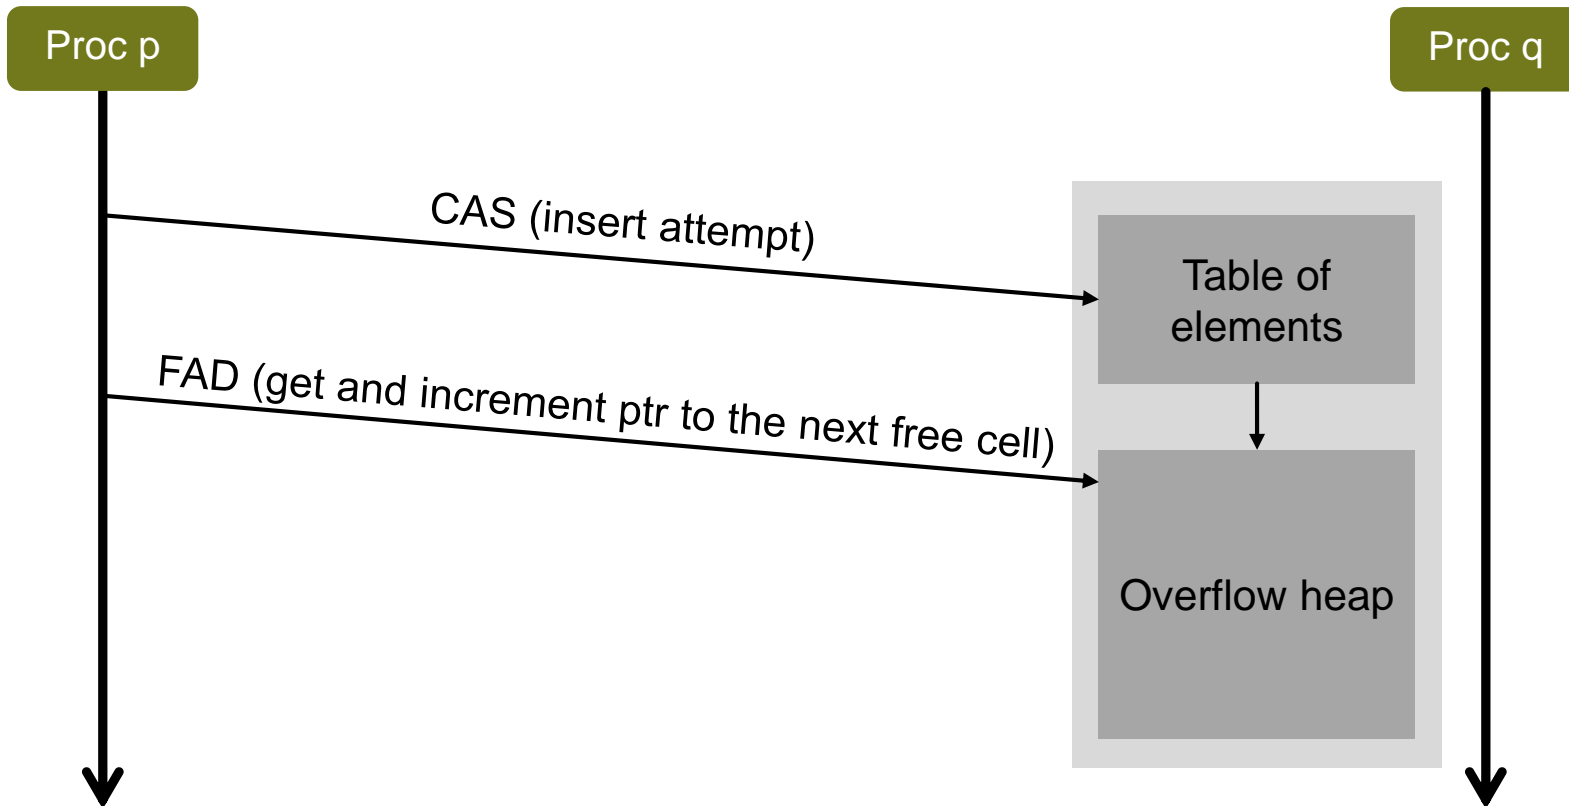 Proc p
Proc q
CAS (insert attempt)
Table of
elements
FAD (get and increment ptr to the next free cell)
Overflow heap